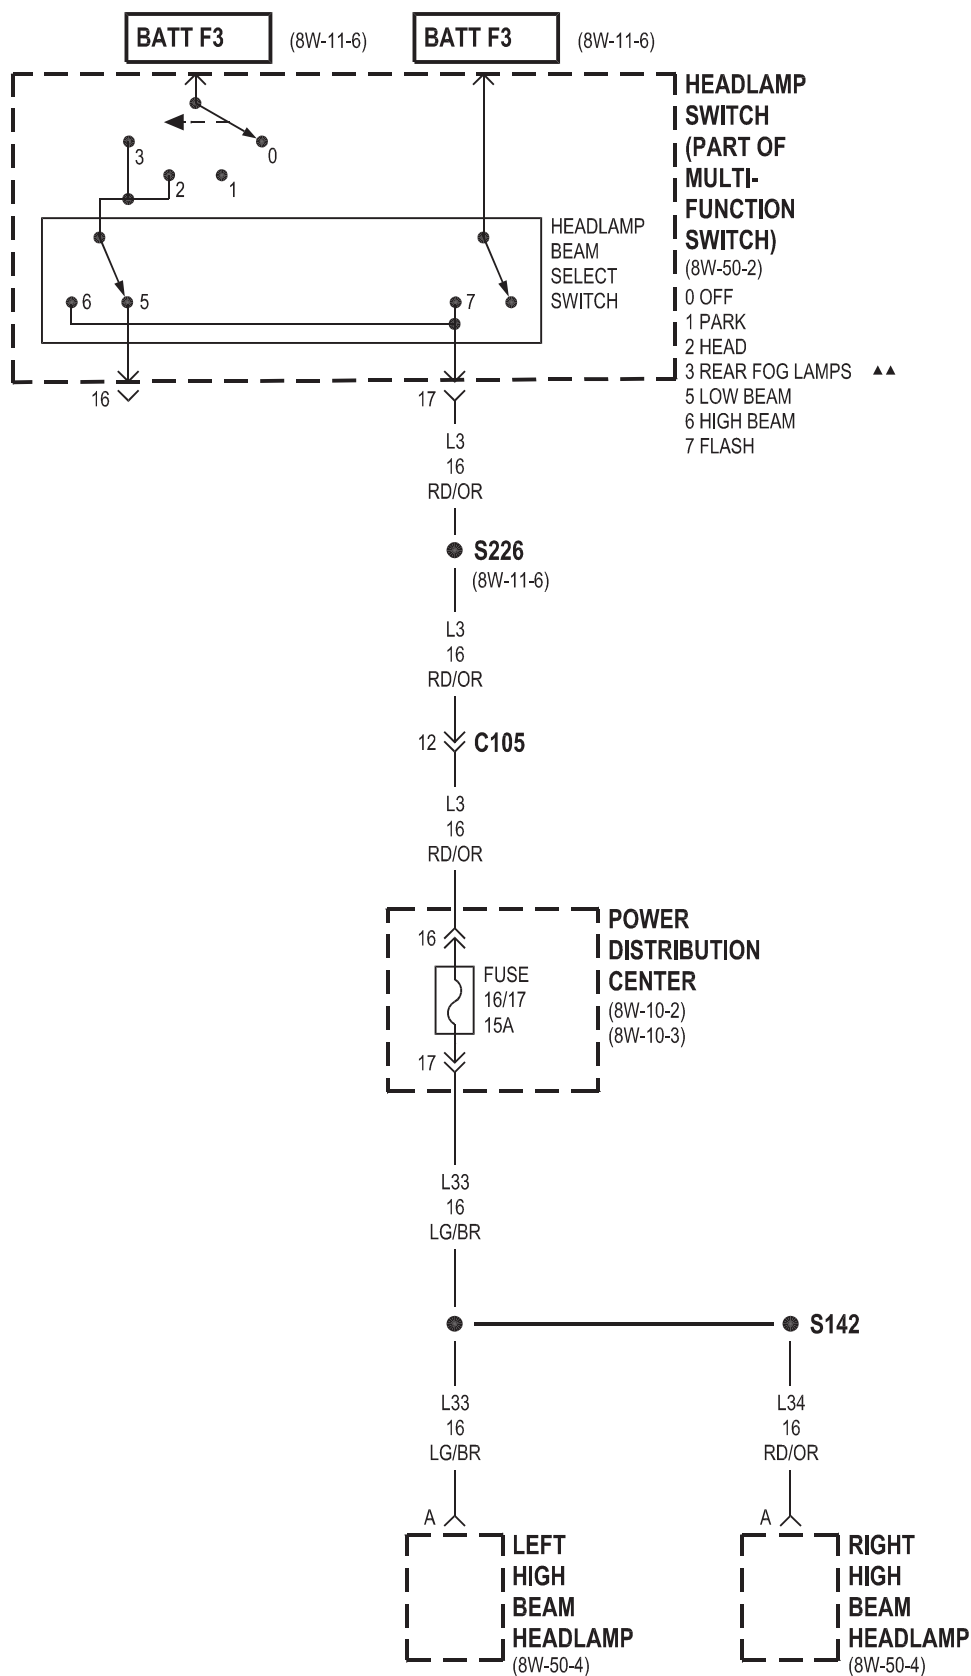 BATT F3
(8W-11-6)
BATT F3
(8W-11-6)
HEADLAMP
SWITCH
(PART OF
MULTI-
FUNCTION
SWITCH)
(8W-50-2)
0 OFF
1 PARK
2 HEAD
3 REAR FOG LAMPS ▲▲
5 LOW BEAM
6 HIGH BEAM
7 FLASH
3
0
2
1
HEADLAMP
BEAM
SELECT
SWITCH
6
5
7
16
17
L3
16
RD/OR
S226
(8W-11-6)
L3
16
RD/OR
12
C105
L3
16
RD/OR
POWER
DISTRIBUTION
CENTER
(8W-10-2)
(8W-10-3)
16
FUSE
16/17
15A
17
L33
16
LG/BR
S142
L33
16
LG/BR
L34
16
RD/OR
A
A
LEFT
HIGH
BEAM
HEADLAMP
(8W-50-4)
RIGHT
HIGH
BEAM
HEADLAMP
(8W-50-4)